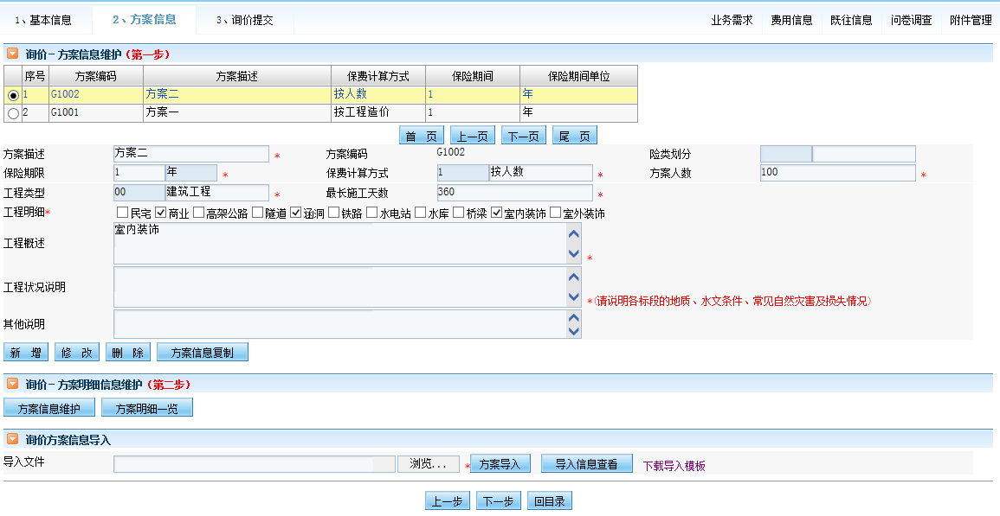 1、基本信息 2、方案信息 3、询价提交 业务需求 费用信息 既往信息 问卷调查 附件管理
询价－方案信息维护（第一步）
序号 方案编码 方案描述 保费计算方式 保险期间 保险期间单位
1 G1002 方案二 按人数 1 年
2 G1001 方案一 按工程造价 1 年
首 页 上一页 下一页 尾 页
方案描述 方案二 * 方案编码 G1002 险类划分
保险期限 1 年 * 保费计算方式 1 按人数 * 方案人数 100 *
工程类型 00 建筑工程 * 最长施工天数 360 *
工程明细* 民宅 商业 高架公路 隧道 涵洞 铁路 水电站 水库 桥梁 室内装饰 室外装饰
工程概述 室内装饰 *
工程状况说明 *(请说明各标段的地质、水文条件、常见自然灾害及损失情况)
其他说明
新 增 修 改 删 除 方案信息复制
询价－方案明细信息维护（第二步）
方案信息维护 方案明细一览
询价方案信息导入
导入文件 浏览... * 方案导入 导入信息查看 下载导入模板
上一步 下一步 回目录